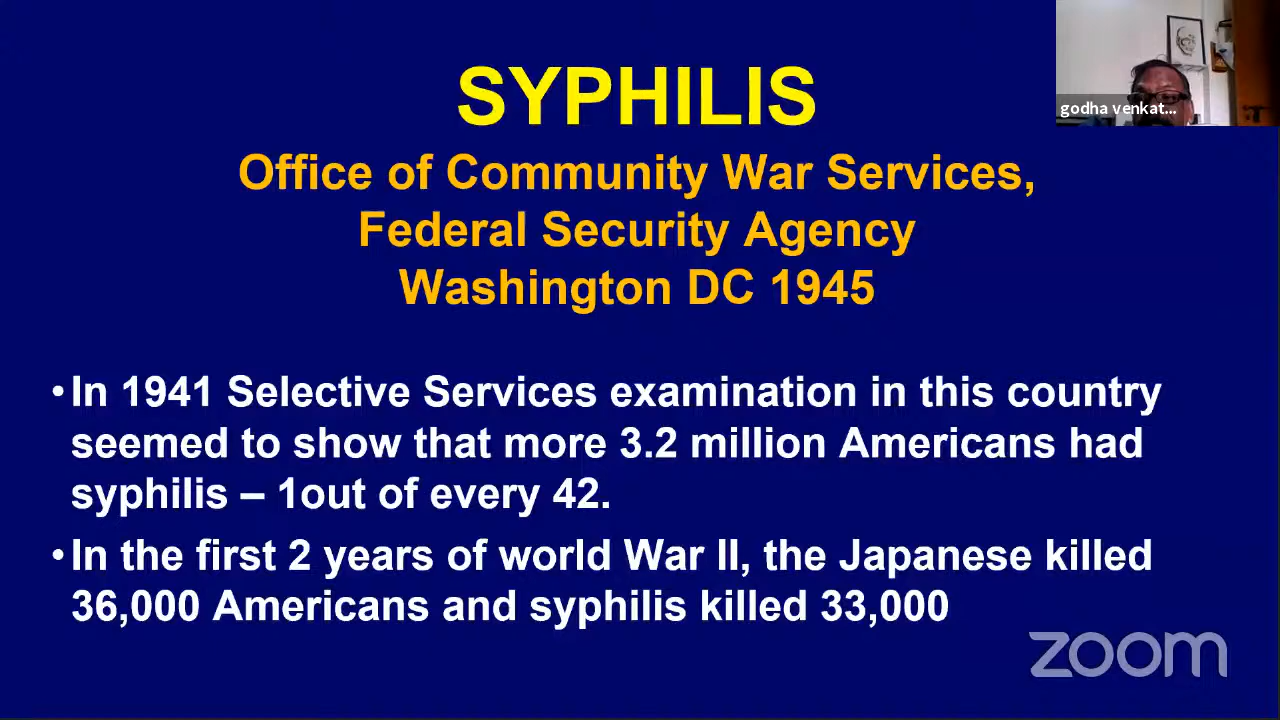 SYPHILIS
Office of Community War Services,
Federal Security Agency
Washington DC 1945
•In 1941 Selective Services examination in this country
seemed to show that more 3.2 million Americans had
syphilis – 1out of every 42.
•In the first 2 years of world War II, the Japanese killed
36,000 Americans and syphilis killed 33,000
godha venkat...
zoom